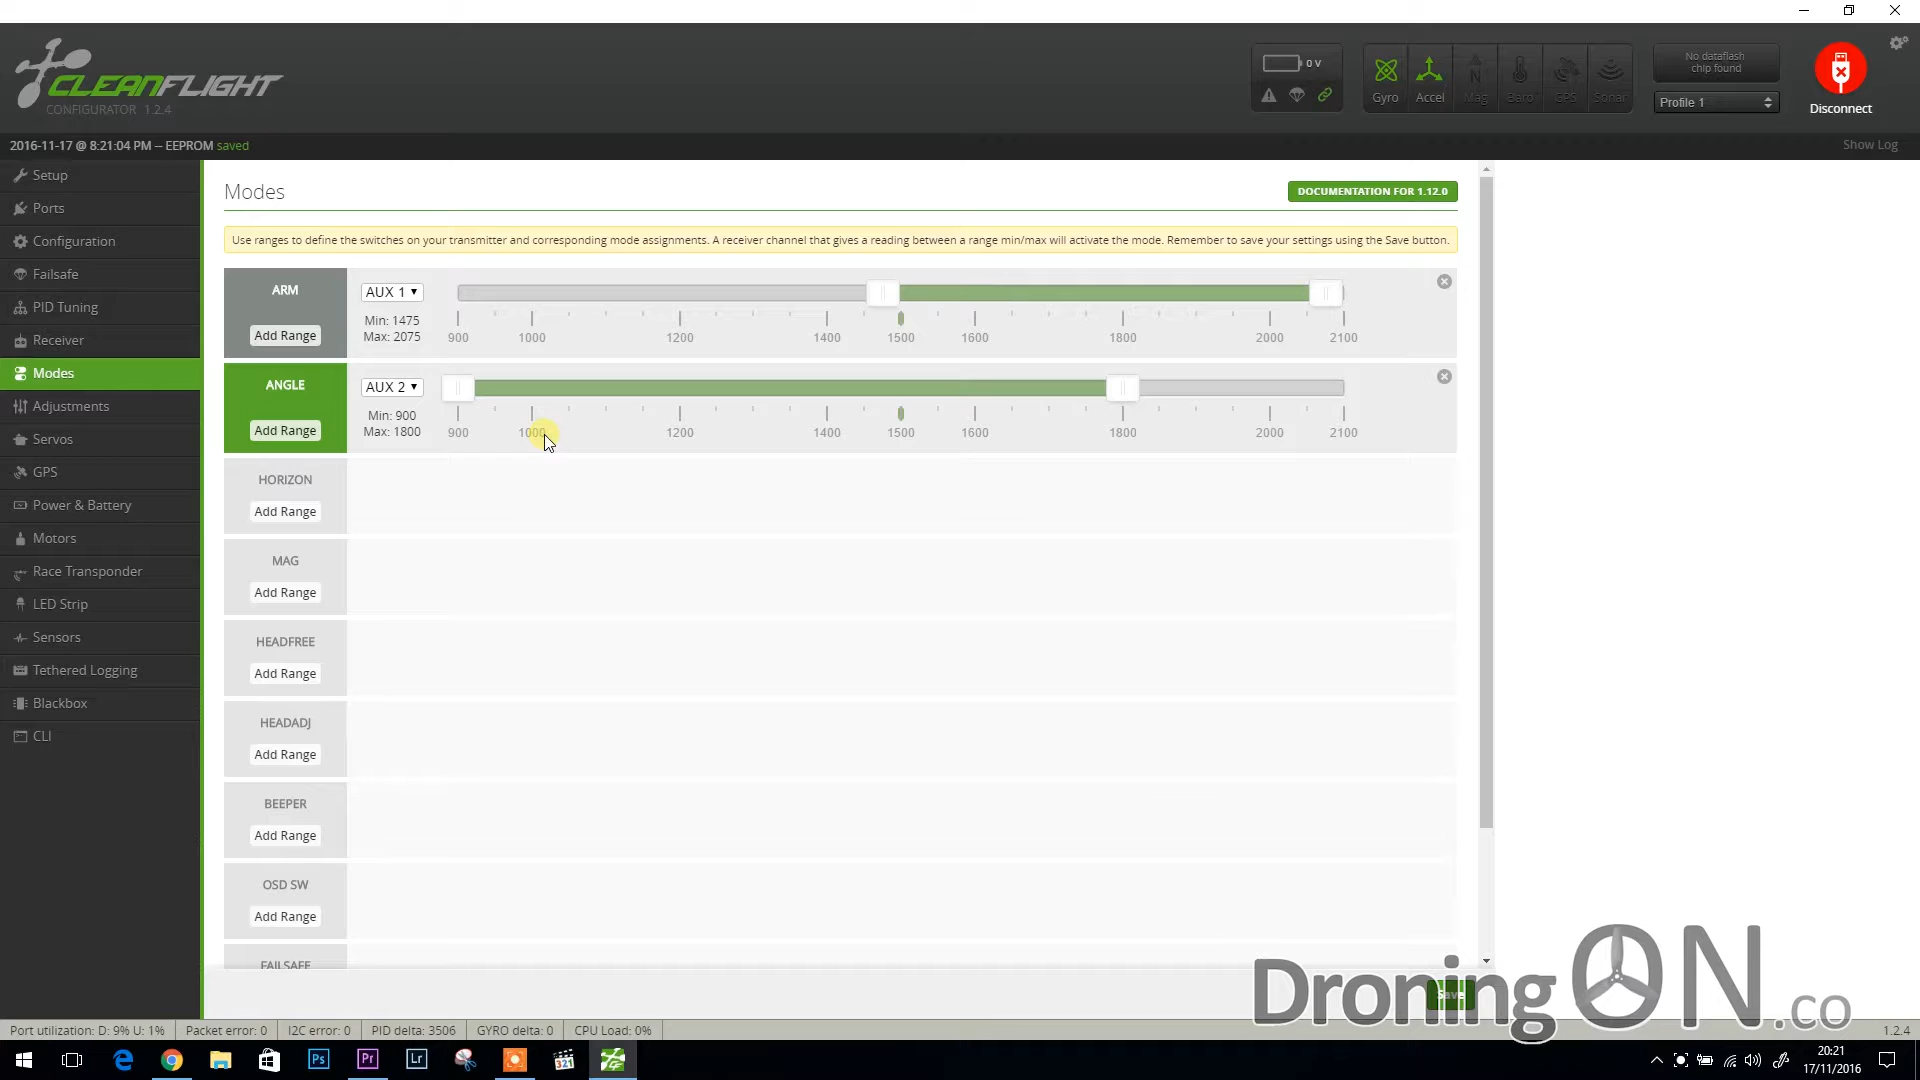 CLEANFLIGHT
CONFIGURATOR 1.2.4
0 V
Gyro
Accel
Mag
Baro
GPS
Sonar
No dataflash
chip found
Profile 1
Disconnect
2016-11-17 @ 8:21:04 PM -- EEPROM saved
Show Log
Setup
Ports
Configuration
Failsafe
PID Tuning
Receiver
Modes
Adjustments
Servos
GPS
Power & Battery
Motors
Race Transponder
LED Strip
Sensors
Tethered Logging
Blackbox
CLI
Modes
DOCUMENTATION FOR 1.12.0
Use ranges to define the switches on your transmitter and corresponding mode assignments. A receiver channel that gives a reading between a range min/max will activate the mode. Remember to save your settings using the Save button.
ARM
Add Range
AUX 1
Min: 1475
Max: 2075
900 1000 1200 1400 1500 1600 1800 2000 2100
ANGLE
Add Range
AUX 2
Min: 900
Max: 1800
900 1000 1200 1400 1500 1600 1800 2000 2100
HORIZON
Add Range
MAG
Add Range
HEADFREE
Add Range
HEADADJ
Add Range
BEEPER
Add Range
OSD SW
Add Range
FAILSAFE
Save
DroningON.co
Port utilization: D: 9% U: 1%
Packet error: 0
I2C error: 0
PID delta: 3506
GYRO delta: 0
CPU Load: 0%
1.2.4
Ps
Pr
Lr
321
20:21
17/11/2016